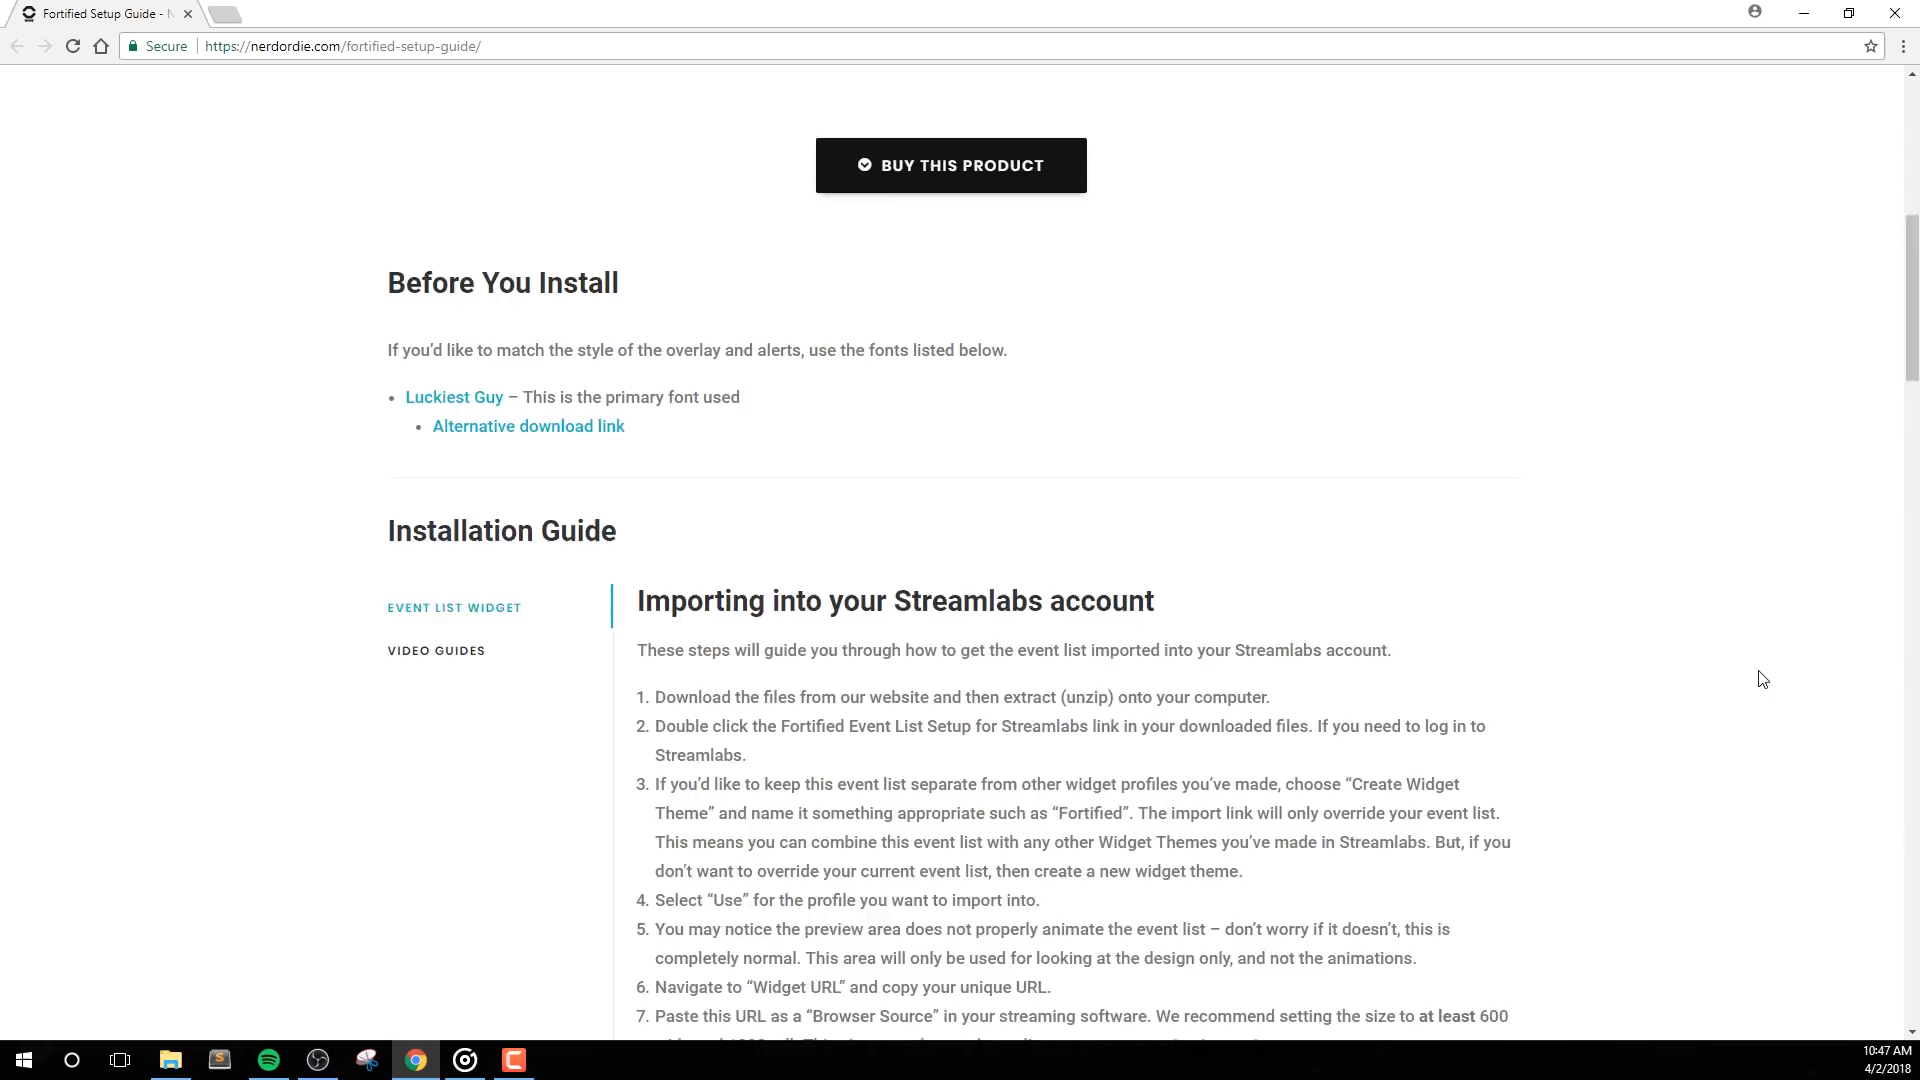 Fortified Setup Guide -
Secure
https://nerdordie.com/fortified-setup-guide/
BUY THIS PRODUCT
Before You Install
If you’d like to match the style of the overlay and alerts, use the fonts listed below.
• Luckiest Guy – This is the primary font used
• Alternative download link
Installation Guide
EVENT LIST WIDGET
VIDEO GUIDES
Importing into your Streamlabs account
These steps will guide you through how to get the event list imported into your Streamlabs account.
1. Download the files from our website and then extract (unzip) onto your computer.
2. Double click the Fortified Event List Setup for Streamlabs link in your downloaded files. If you need to log in to
Streamlabs.
3. If you’d like to keep this event list separate from other widget profiles you’ve made, choose “Create Widget
Theme” and name it something appropriate such as “Fortified”. The import link will only override your event list.
This means you can combine this event list with any other Widget Themes you’ve made in Streamlabs. But, if you
don’t want to override your current event list, then create a new widget theme.
4. Select “Use” for the profile you want to import into.
5. You may notice the preview area does not properly animate the event list – don’t worry if it doesn’t, this is
completely normal. This area will only be used for looking at the design only, and not the animations.
6. Navigate to “Widget URL” and copy your unique URL.
7. Paste this URL as a “Browser Source” in your streaming software. We recommend setting the size to at least 600
10:47 AM
4/2/2018